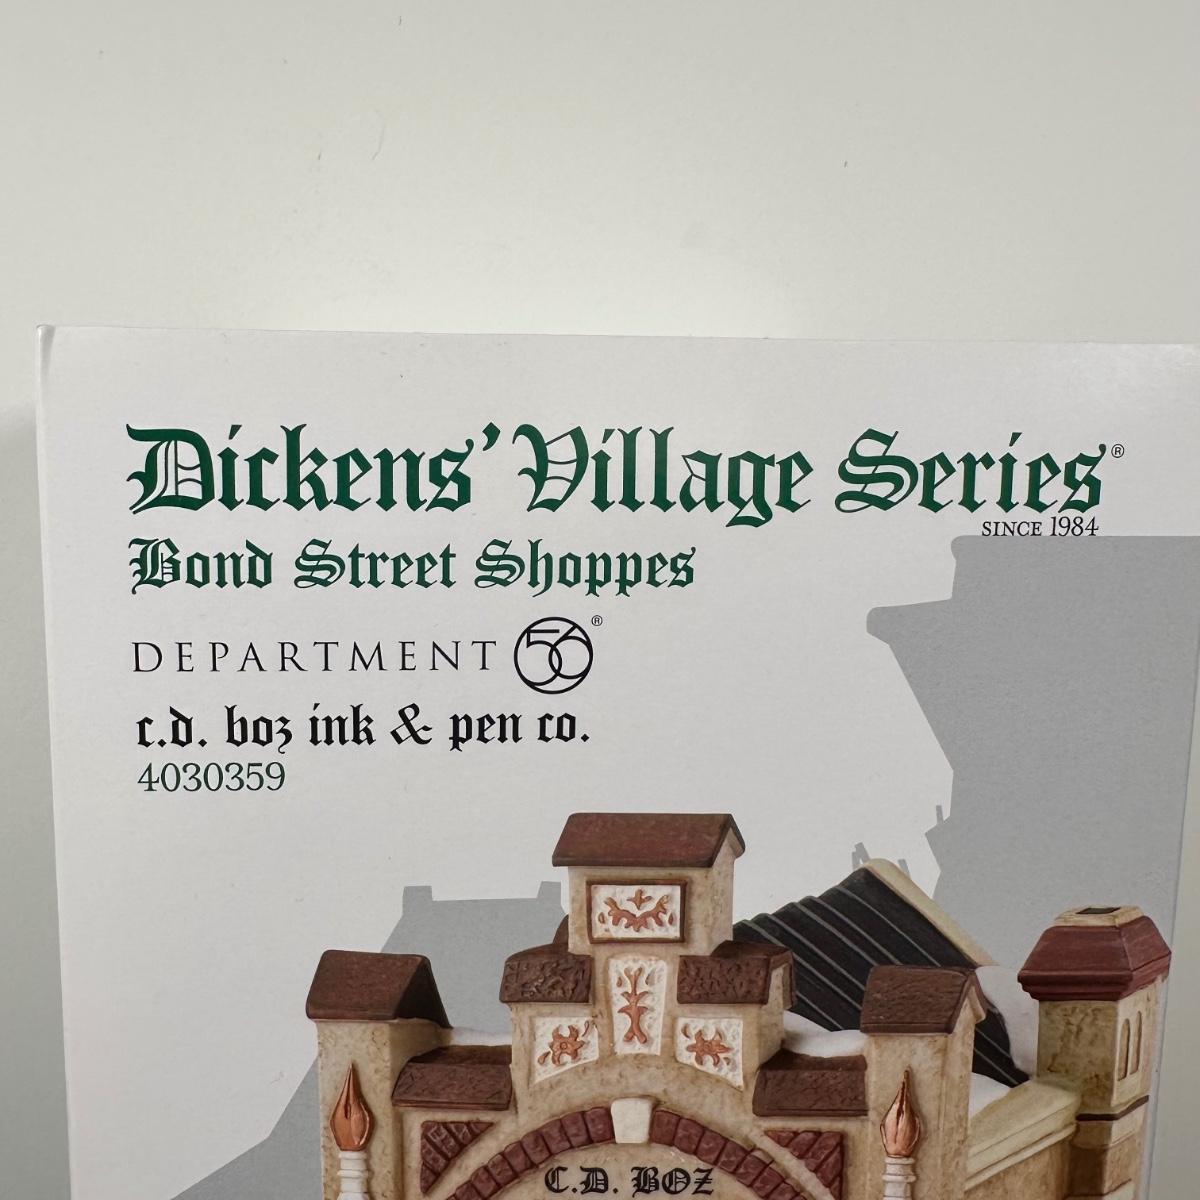 Dickens' Village Series®
SINCE 1984
Bond Street Shoppes
DEPARTMENT 56®
c.d. boz ink & pen co.
4030359
C.D. BOZ